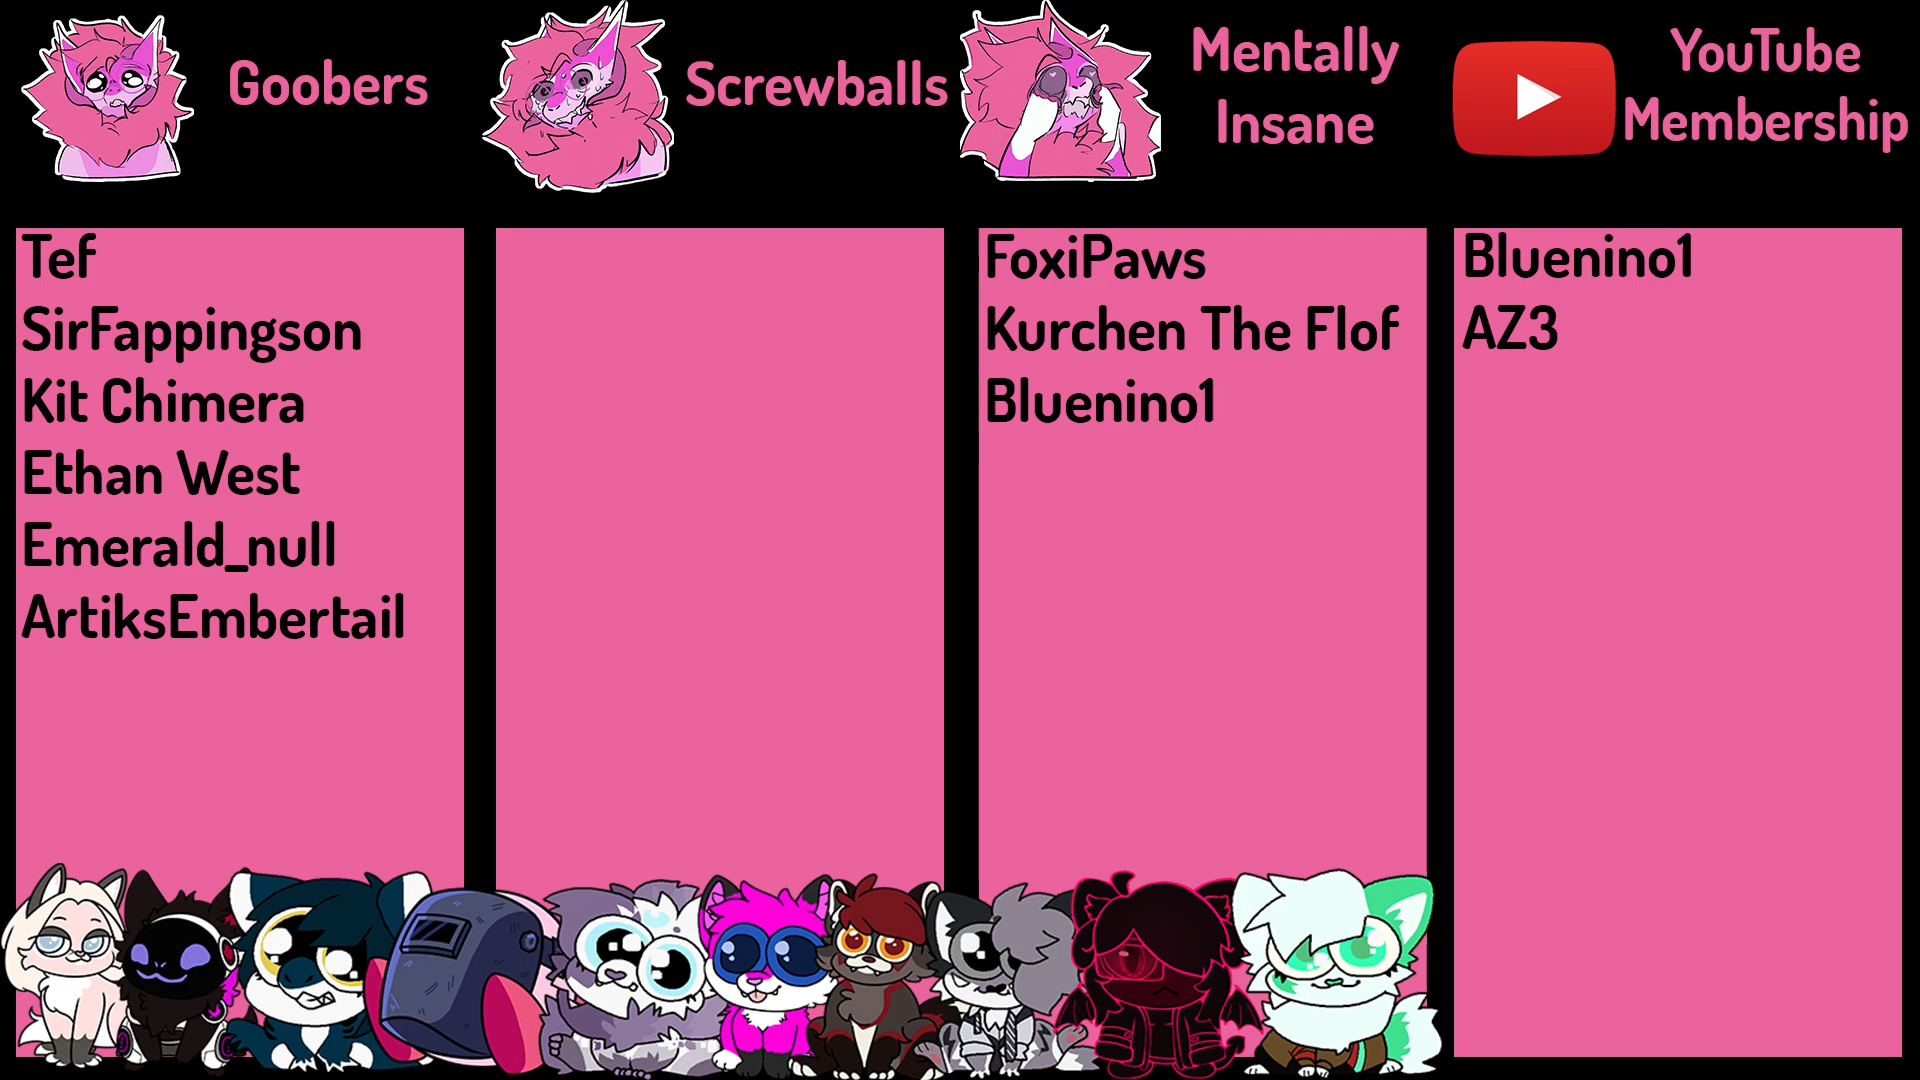 Goobers
Screwballs
Mentally
Insane
YouTube
Membership
Tef
SirFappingson
Kit Chimera
Ethan West
Emerald_null
ArtiksEmbertail
FoxiPaws
Kurchen The Flof
Bluenino1
Bluenino1
AZ3